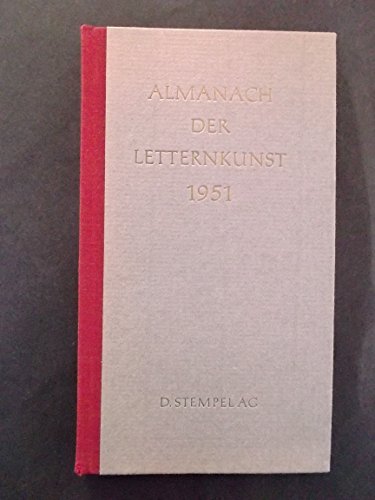 ALMANACH
DER
LETTERNKUNST
1951
D. STEMPEL AG